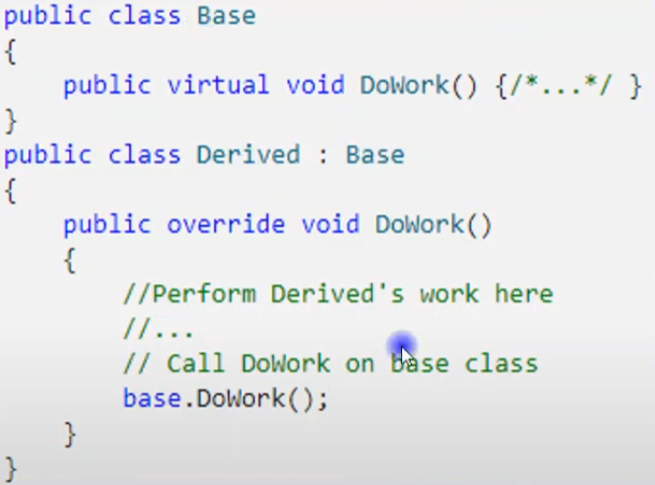 public class Base
{
    public virtual void DoWork() {/*...*/ }
}
public class Derived : Base
{
    public override void DoWork()
    {
        //Perform Derived's work here
        //...
        // Call DoWork on base class
        base.DoWork();
    }
}